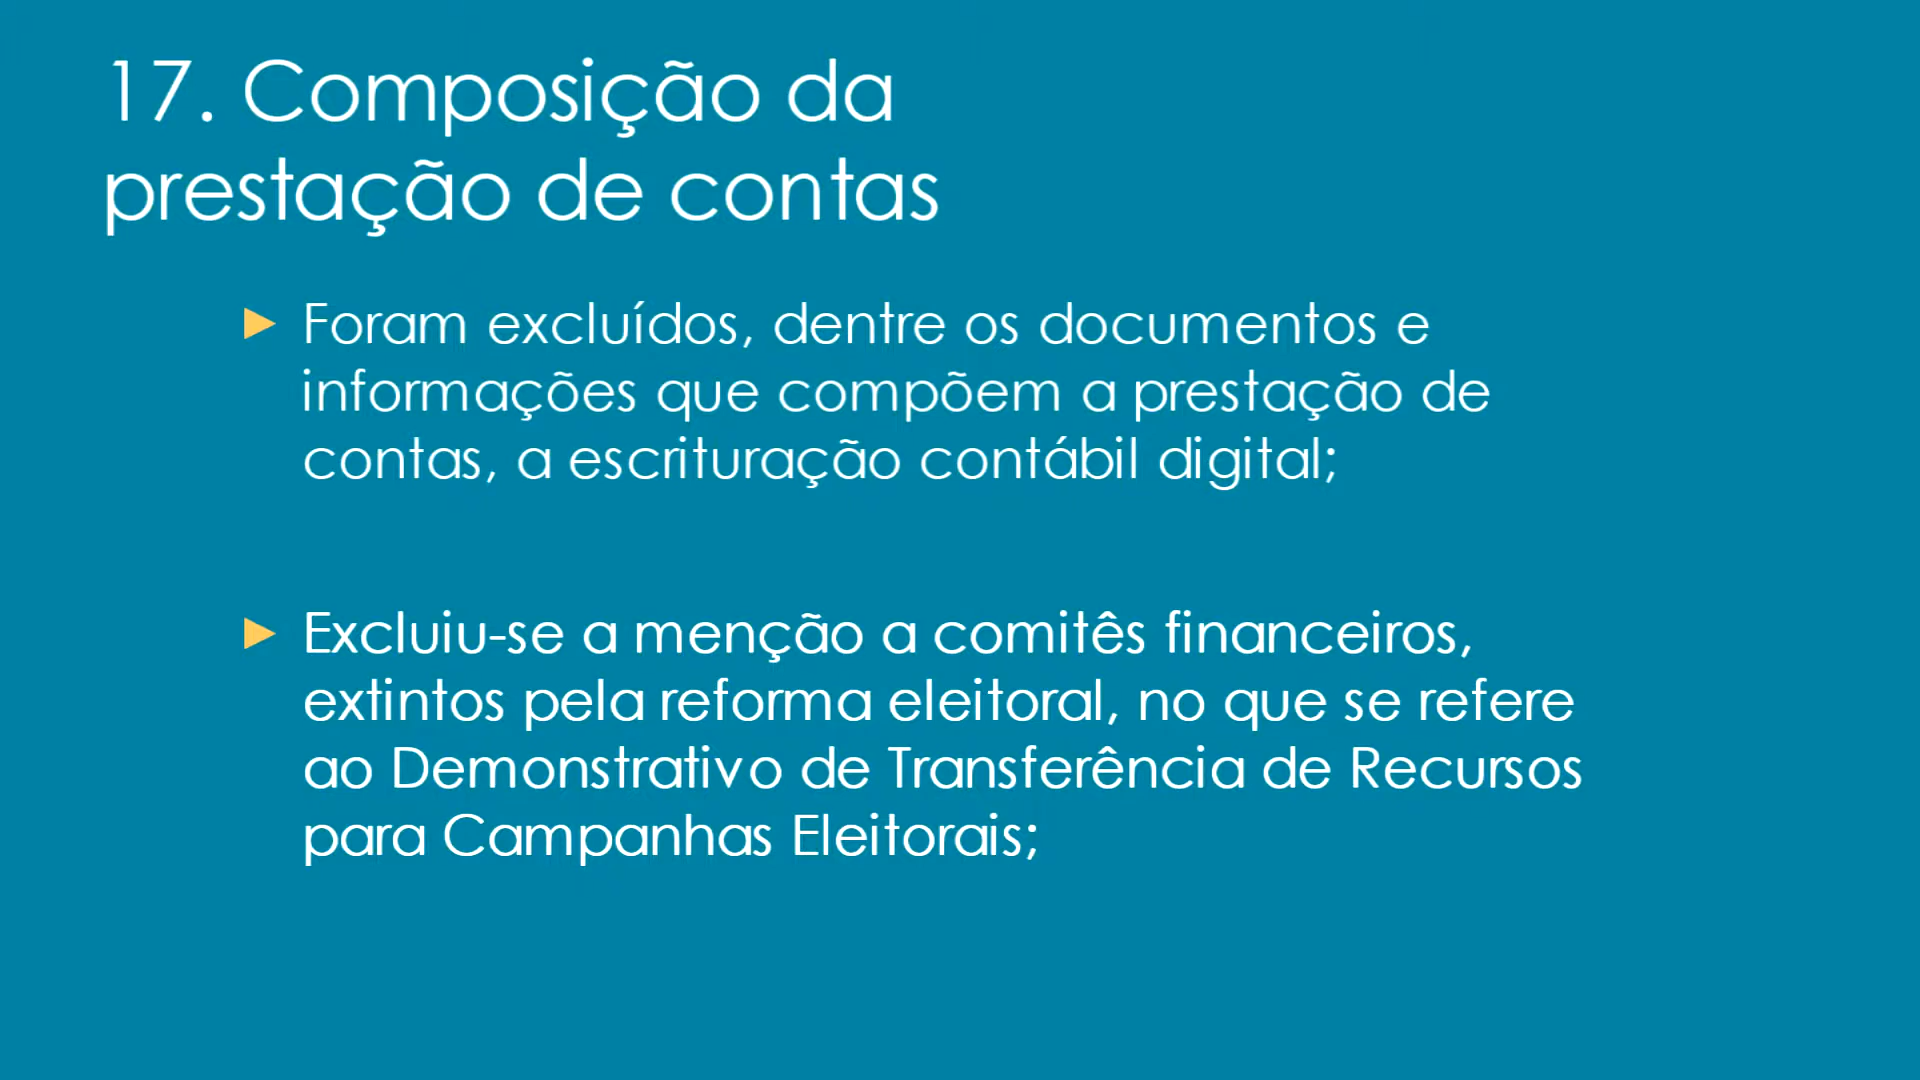 17. Composição da
prestação de contas
Foram excluídos, dentre os documentos e
informações que compõem a prestação de
contas, a escrituração contábil digital;
Excluiu-se a menção a comitês financeiros,
extintos pela reforma eleitoral, no que se refere
ao Demonstrativo de Transferência de Recursos
para Campanhas Eleitorais;